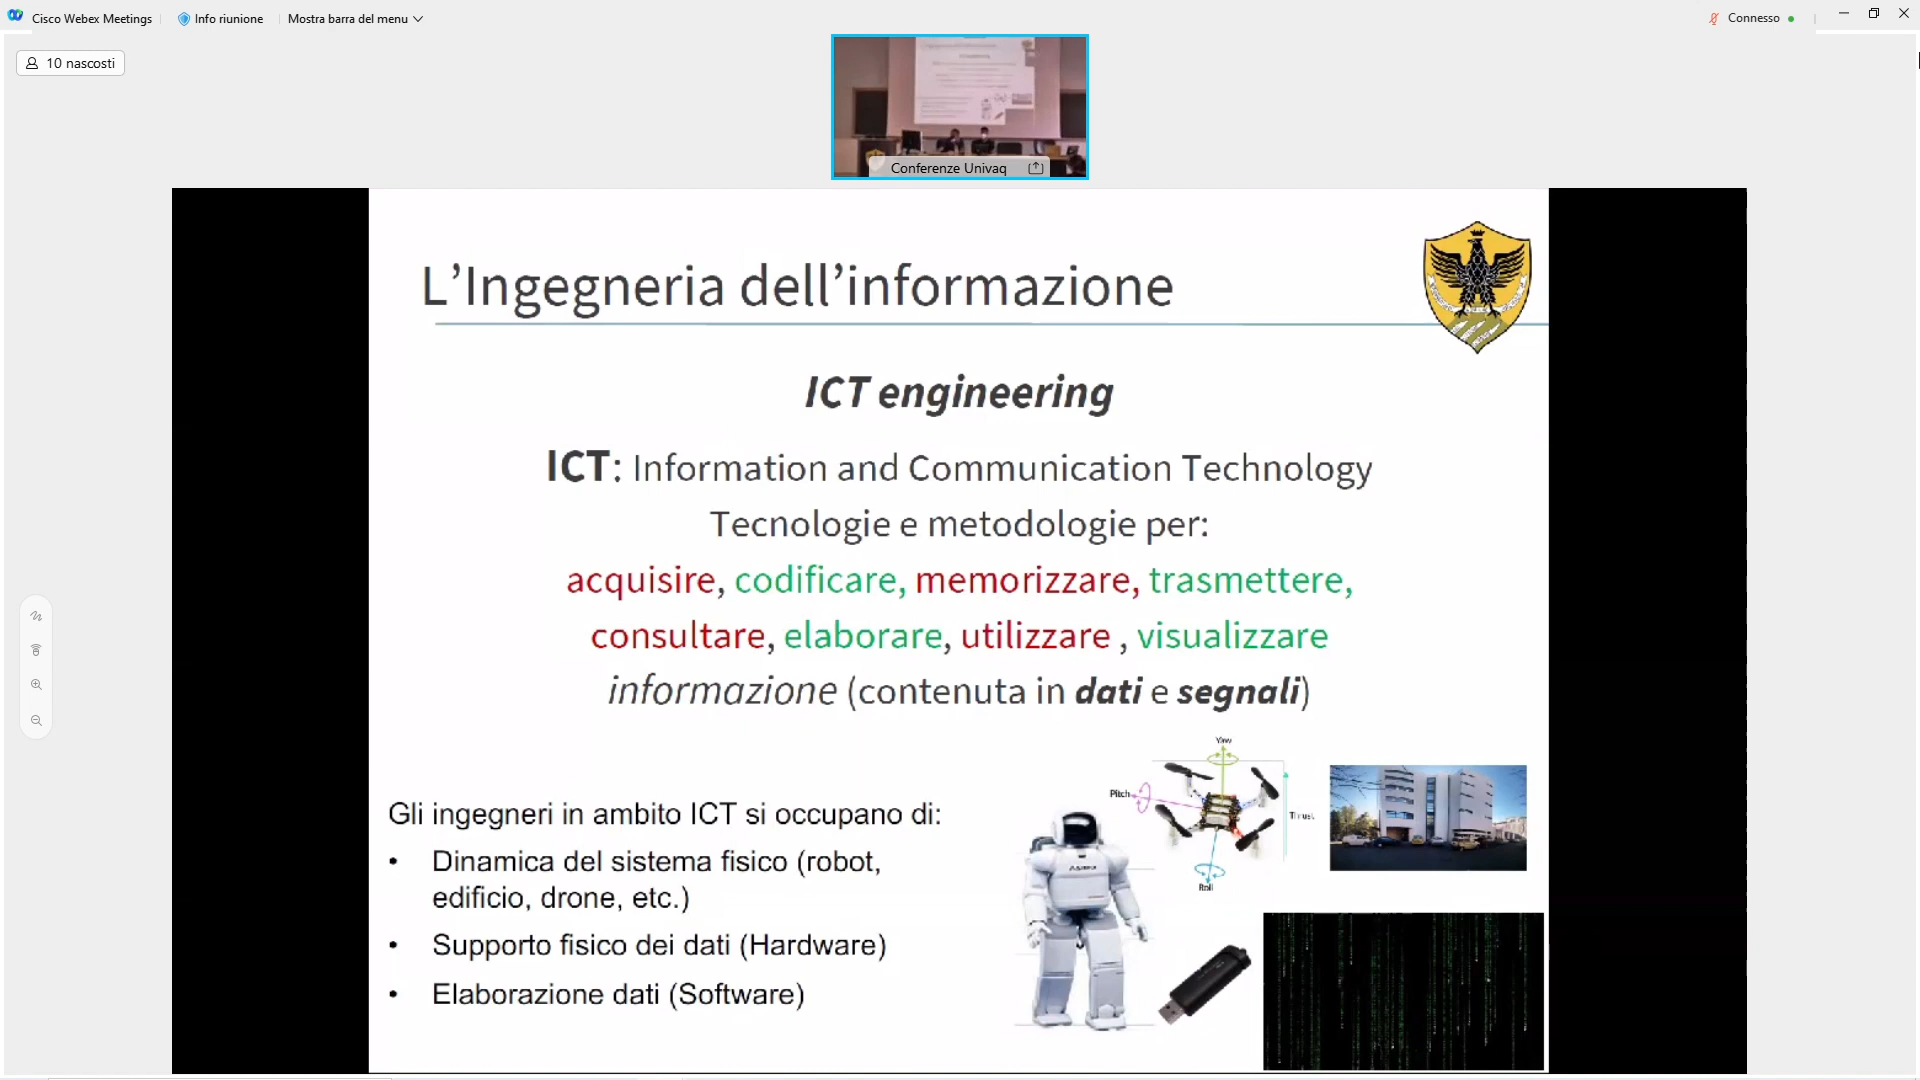 Cisco Webex Meetings
Info riunione
Mostra barra del menu
Connesso
10 nascosti
Conferenze Univaq
L’Ingegneria dell’informazione
ICT engineering
ICT: Information and Communication Technology
Tecnologie e metodologie per:
acquisire, codificare, memorizzare, trasmettere,
consultare, elaborare, utilizzare , visualizzare
informazione (contenuta in dati e segnali)
Gli ingegneri in ambito ICT si occupano di:
• Dinamica del sistema fisico (robot,
edificio, drone, etc.)
• Supporto fisico dei dati (Hardware)
• Elaborazione dati (Software)
Yaw
Pitch
Thrust
Roll